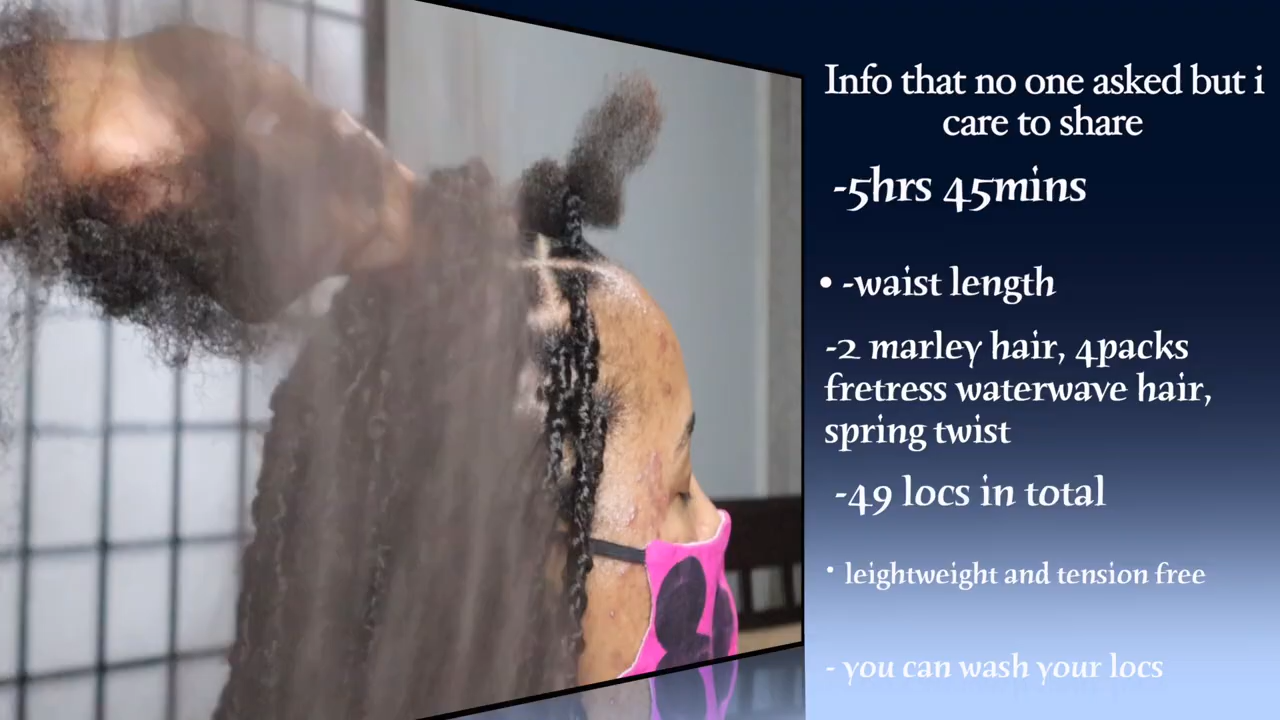 Info that no one asked but i
care to share
-5hrs 45mins
• -waist length
-2 marley hair, 4packs
fretress waterwave hair,
spring twist
-49 locs in total
• leightweight and tension free
- you can wash your locs